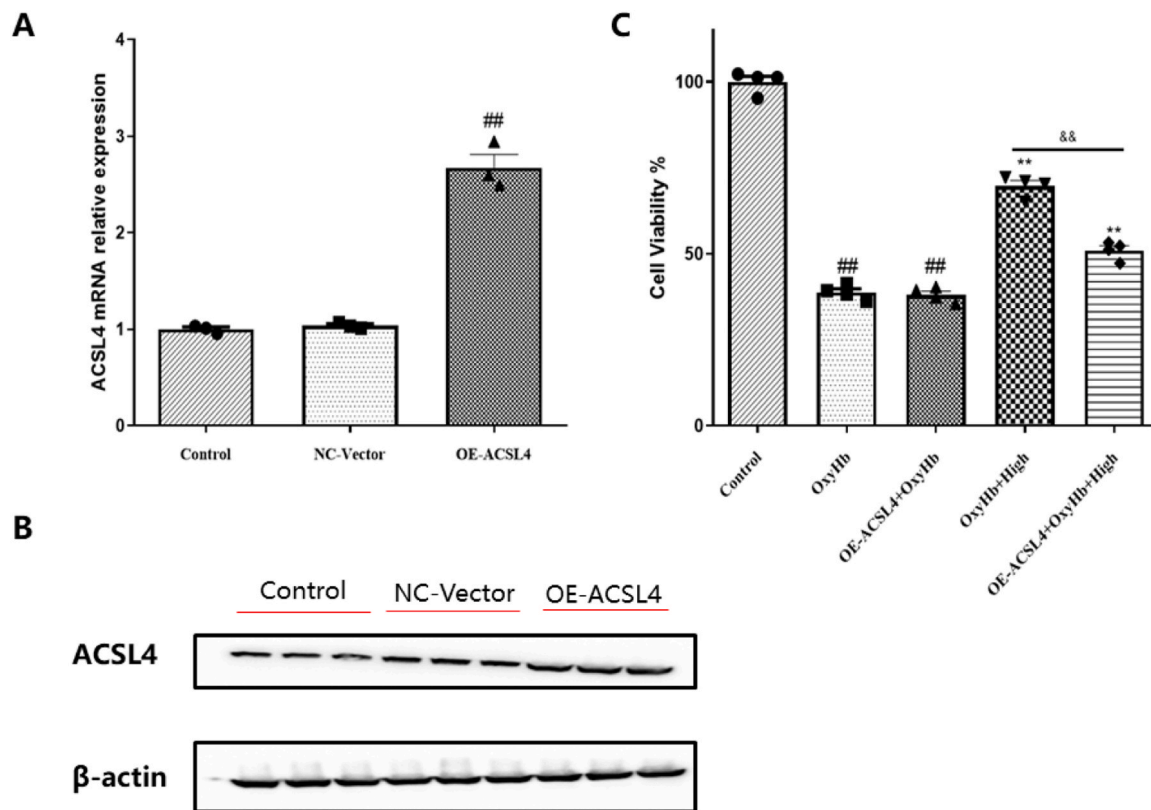 A
ACSL4 mRNA relative expression
4
3
2
1
0
##
Control
NC-Vector
OE-ACSL4
C
Cell Viability %
100
50
0
##
##
**
&&
**
Control
OxyHb
OE-ACSL4+OxyHb
OxyHb+High
OE-ACSL4+OxyHb+High
B
Control
NC-Vector
OE-ACSL4
ACSL4
β-actin